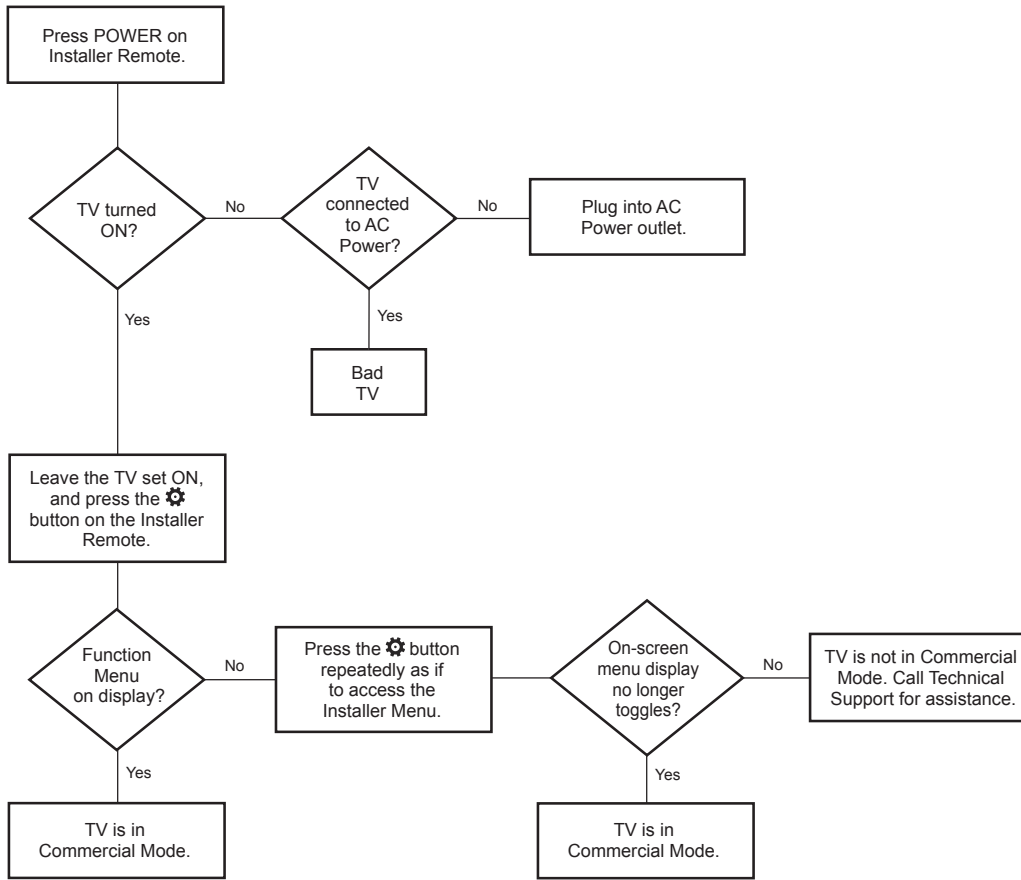 Press POWER on
Installer Remote.
TV turned
ON?
No
TV
connected
to AC
Power?
No
Plug into AC
Power outlet.
Yes
Yes
Bad
TV
Leave the TV set ON,
and press the ⚙
button on the Installer
Remote.
Function
Menu
on display?
No
Press the ⚙ button
repeatedly as if
to access the
Installer Menu.
On-screen
menu display
no longer
toggles?
No
TV is not in Commercial
Mode. Call Technical
Support for assistance.
Yes
Yes
TV is in
Commercial Mode.
TV is in
Commercial Mode.